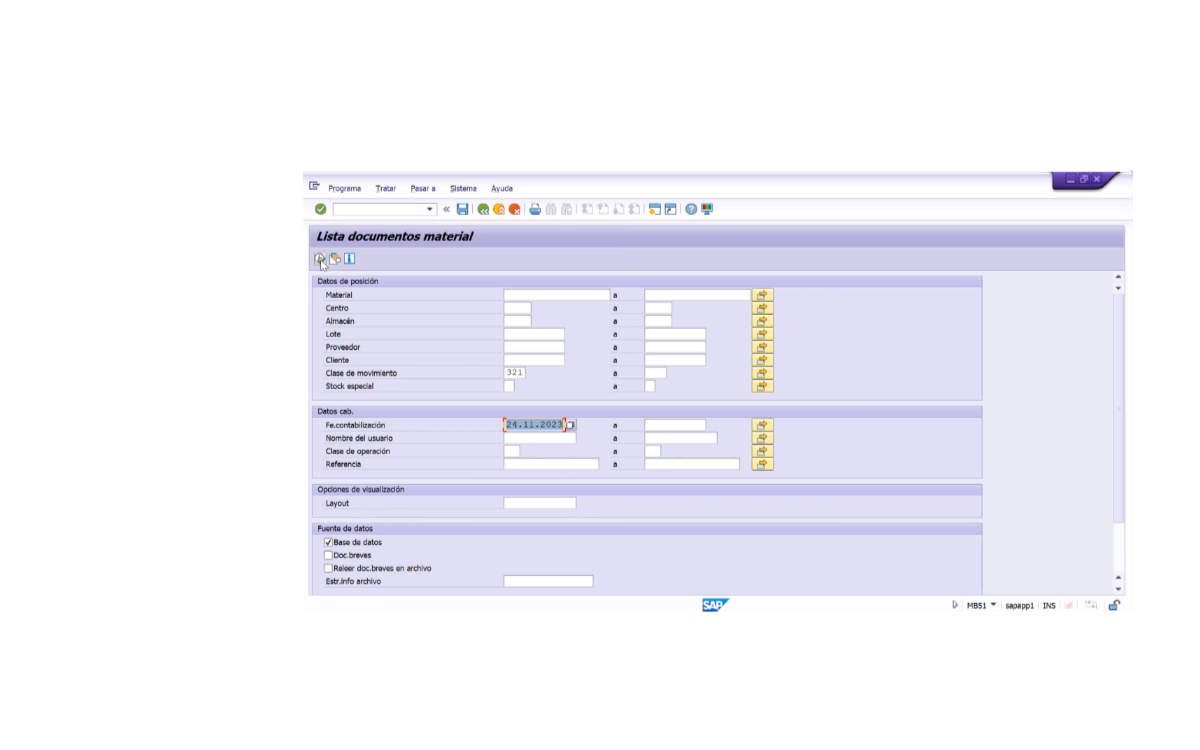 Programa Tratar Pasar a Sistema Ayuda
Lista documentos material
Datos de posición
Material a
Centro a
Almacén a
Lote a
Proveedor a
Cliente a
Clase de movimiento 321 a
Stock especial a
Datos cab.
Fe.contabilización 24.11.2023 a
Nombre del usuario a
Clase de operación a
Referencia a
Opciones de visualización
Layout
Fuente de datos
Base de datos
Doc.breves
Releer doc.breves en archivo
Estr.info archivo
SAP MB51 sapapp1 INS